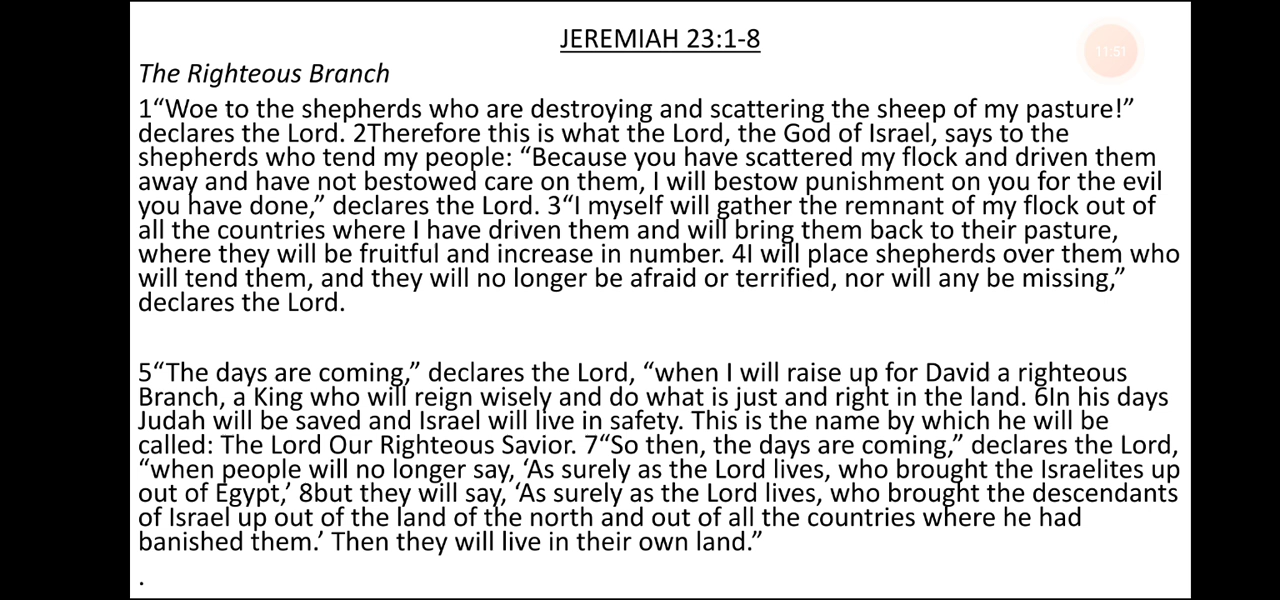 JEREMIAH 23:1-8
11:51
The Righteous Branch
1“Woe to the shepherds who are destroying and scattering the sheep of my pasture!”
declares the Lord. 2Therefore this is what the Lord, the God of Israel, says to the
shepherds who tend my people: “Because you have scattered my flock and driven them
away and have not bestowed care on them, I will bestow punishment on you for the evil
you have done,” declares the Lord. 3“I myself will gather the remnant of my flock out of
all the countries where I have driven them and will bring them back to their pasture,
where they will be fruitful and increase in number. 4I will place shepherds over them who
will tend them, and they will no longer be afraid or terrified, nor will any be missing,”
declares the Lord.
5“The days are coming,” declares the Lord, “when I will raise up for David a righteous
Branch, a King who will reign wisely and do what is just and right in the land. 6In his days
Judah will be saved and Israel will live in safety. This is the name by which he will be
called: The Lord Our Righteous Savior. 7“So then, the days are coming,” declares the Lord,
“when people will no longer say, ‘As surely as the Lord lives, who brought the Israelites up
out of Egypt,’ 8but they will say, ‘As surely as the Lord lives, who brought the descendants
of Israel up out of the land of the north and out of all the countries where he had
banished them.’ Then they will live in their own land.”
.